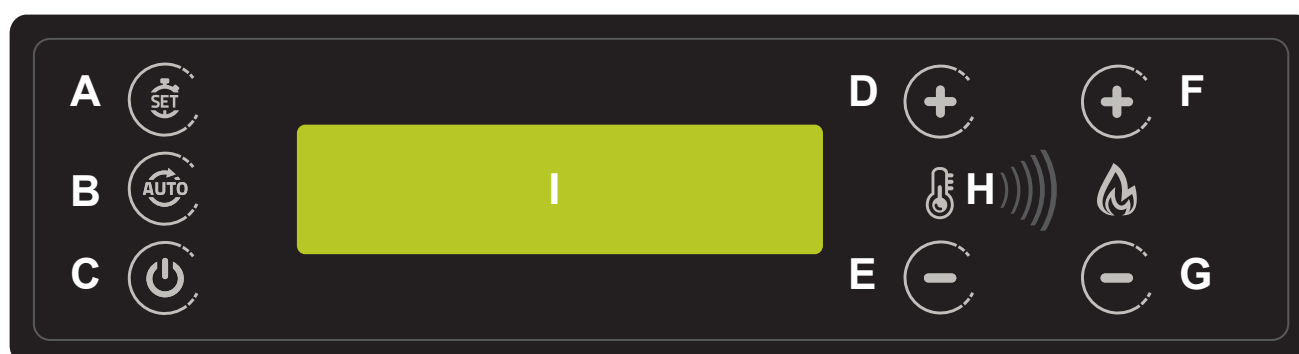 A SET D + + F
B AUTO I H
C E - - G